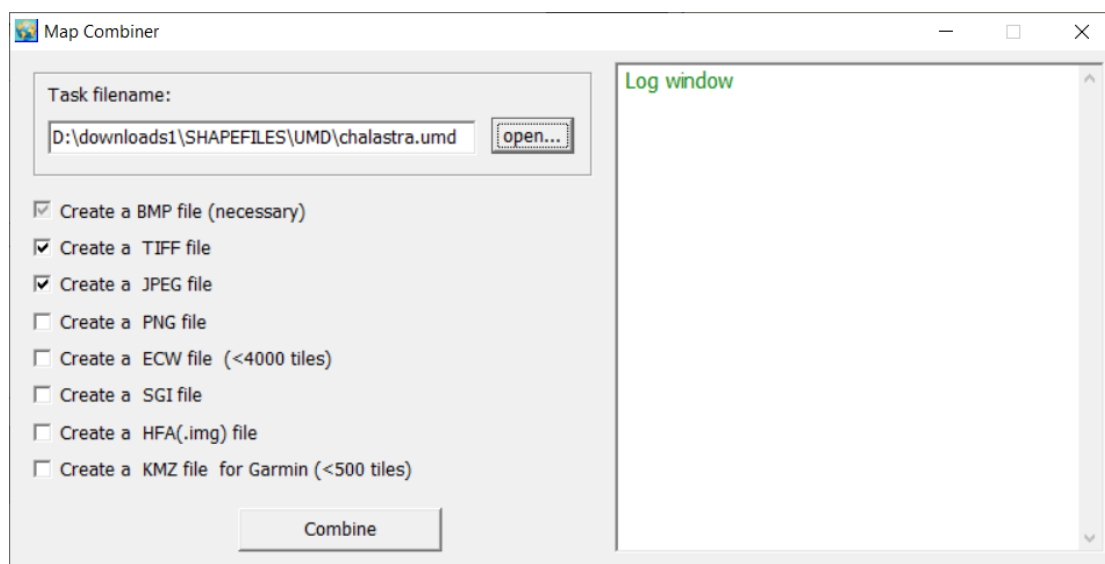 Map Combiner
Task filename:
D:\downloads1\SHAPEFILES\UMD\chalastra.umd
open...
Create a BMP file (necessary)
Create a  TIFF file
Create a  JPEG file
Create a  PNG file
Create a  ECW file  (<4000 tiles)
Create a  SGI file
Create a  HFA(.img) file
Create a  KMZ file  for Garmin (<500 tiles)
Combine
Log window